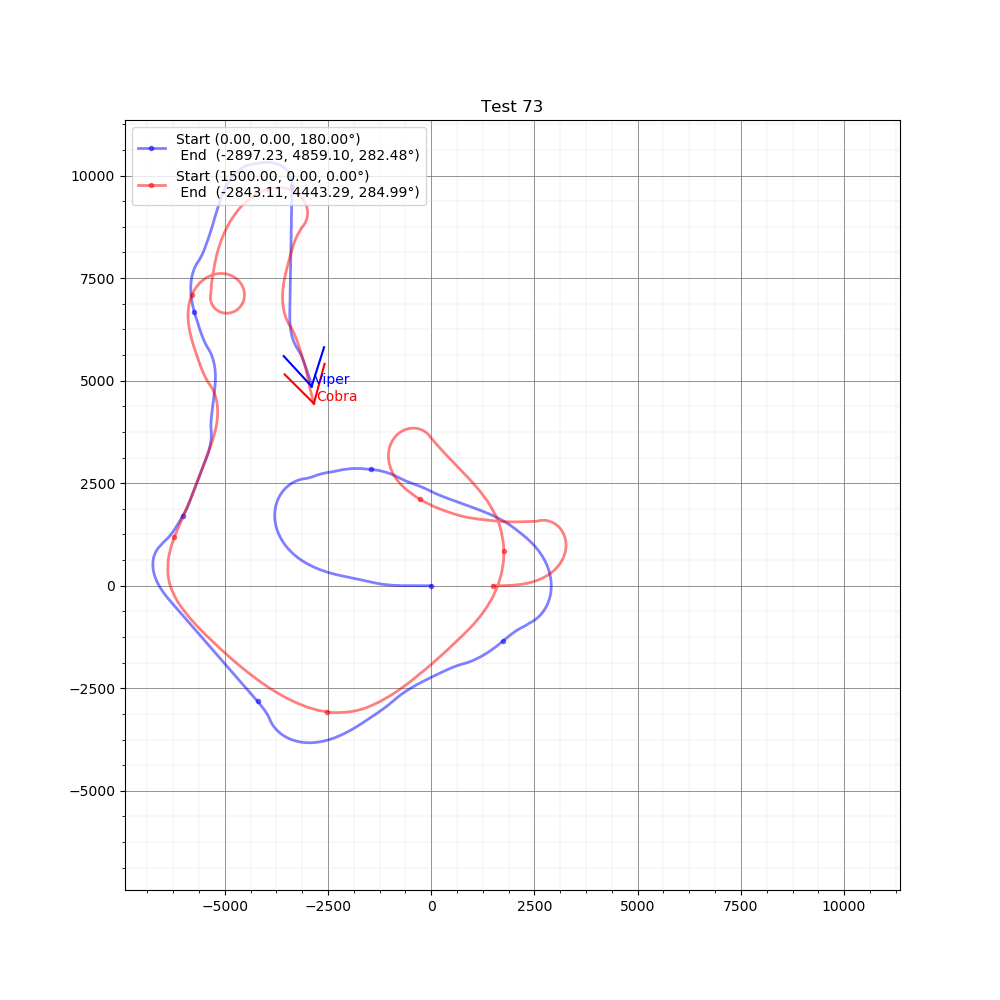 Test 73
Start (0.00, 0.00, 180.00°)
End (-2897.23, 4859.10, 282.48°)
Start (1500.00, 0.00, 0.00°)
End (-2843.11, 4443.29, 284.99°)
10000
7500
5000
2500
0
−2500
−5000
Viper
Cobra
−5000
−2500
0
2500
5000
7500
10000